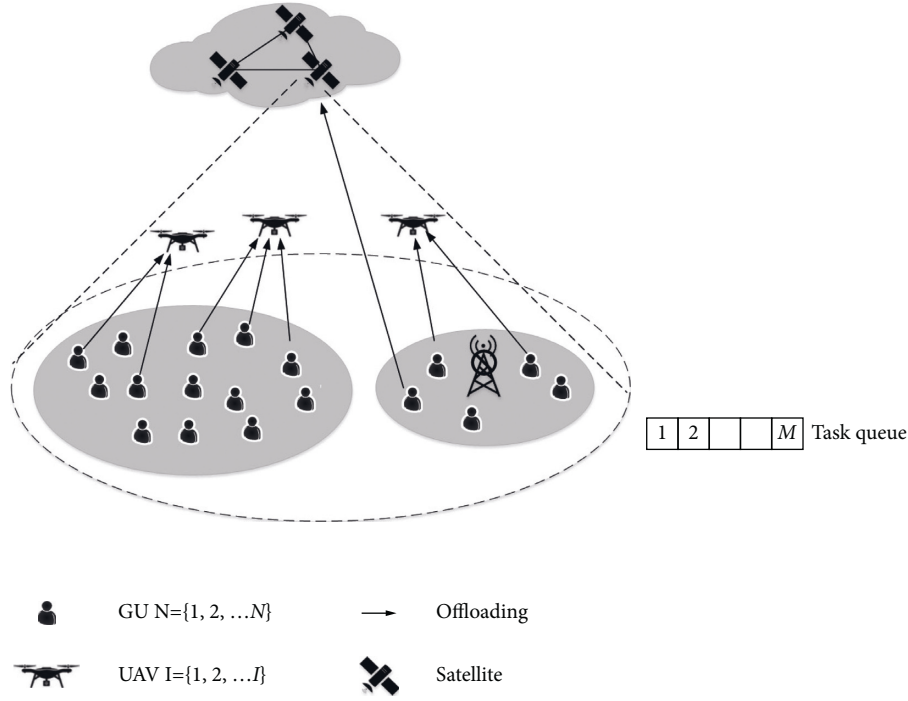 1 2 M Task queue
GU N={1, 2, …N} Offloading
UAV I={1, 2, …I} Satellite